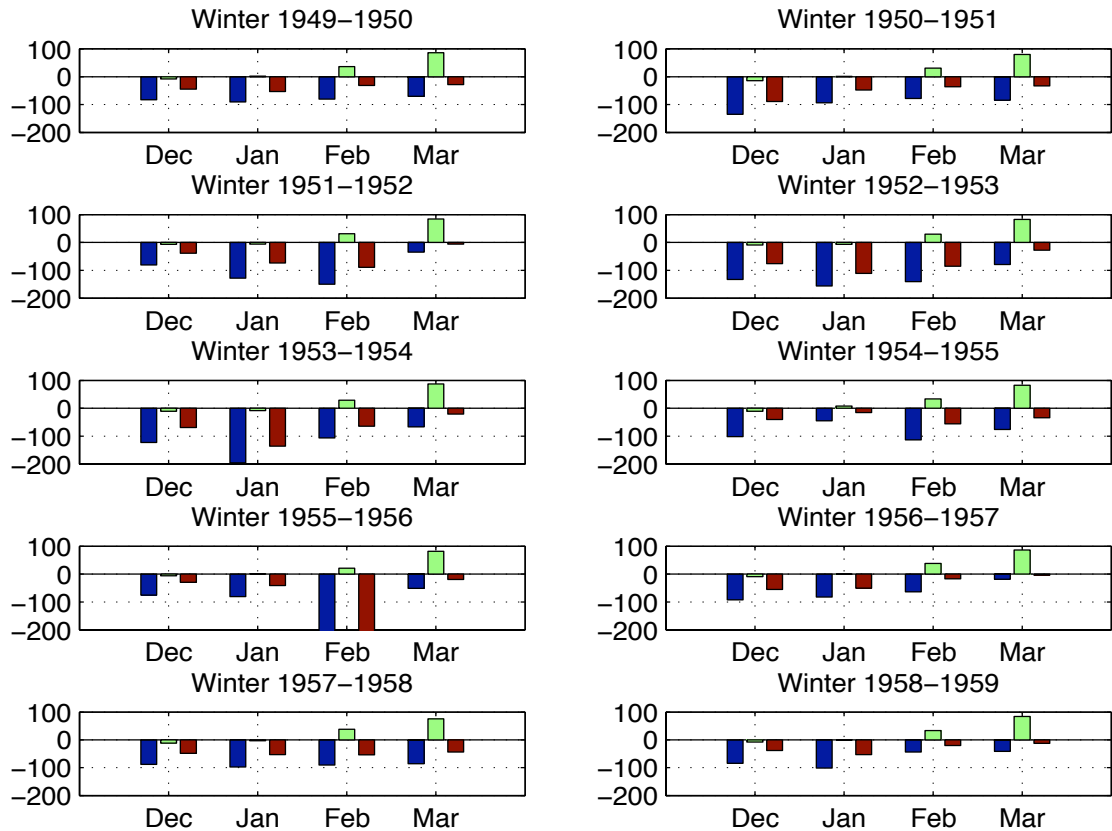 Winter 1949−1950
100
0
−100
−200
Dec Jan Feb Mar
Winter 1950−1951
100
0
−100
−200
Dec Jan Feb Mar
Winter 1951−1952
100
0
−100
−200
Dec Jan Feb Mar
Winter 1952−1953
100
0
−100
−200
Dec Jan Feb Mar
Winter 1953−1954
100
0
−100
−200
Dec Jan Feb Mar
Winter 1954−1955
100
0
−100
−200
Dec Jan Feb Mar
Winter 1955−1956
100
0
−100
−200
Dec Jan Feb Mar
Winter 1956−1957
100
0
−100
−200
Dec Jan Feb Mar
Winter 1957−1958
100
0
−100
−200
Dec Jan Feb Mar
Winter 1958−1959
100
0
−100
−200
Dec Jan Feb Mar